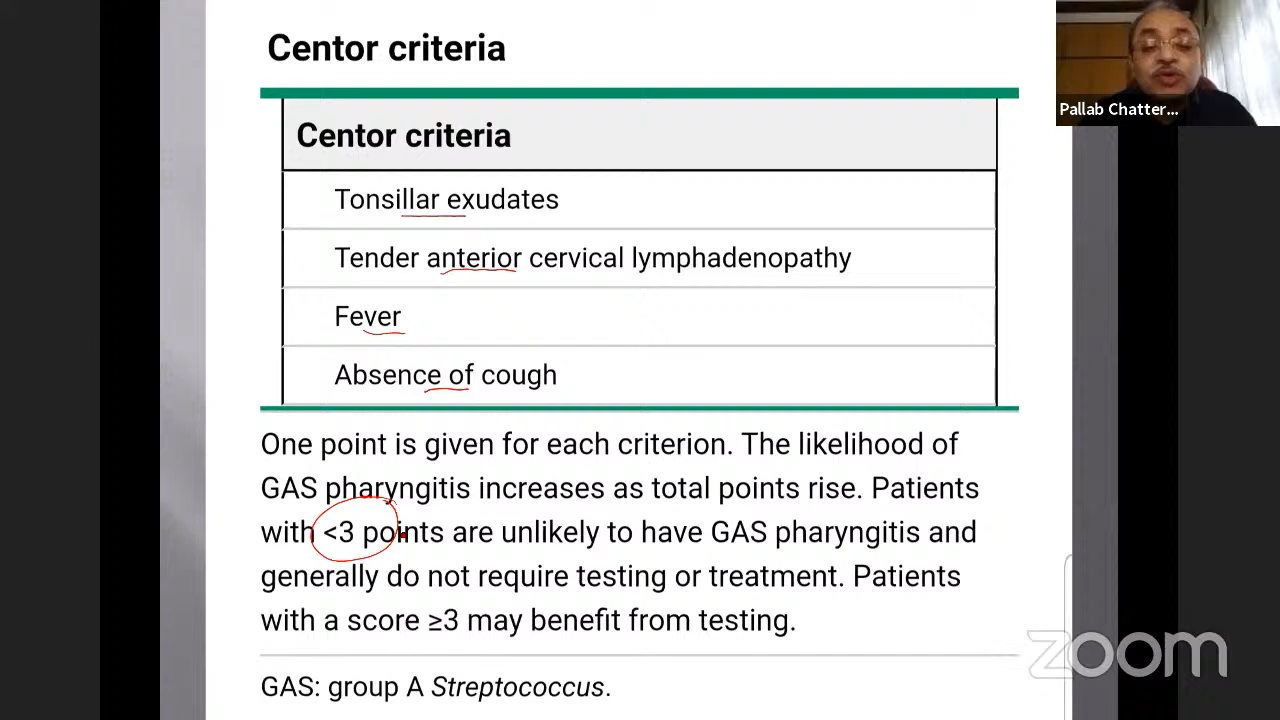 Centor criteria
Pallab Chatter...
Centor criteria
Tonsillar exudates
Tender anterior cervical lymphadenopathy
Fever
Absence of cough
One point is given for each criterion. The likelihood of
GAS pharyngitis increases as total points rise. Patients
with <3 points are unlikely to have GAS pharyngitis and
generally do not require testing or treatment. Patients
with a score ≥3 may benefit from testing.
zoom
GAS: group A Streptococcus.